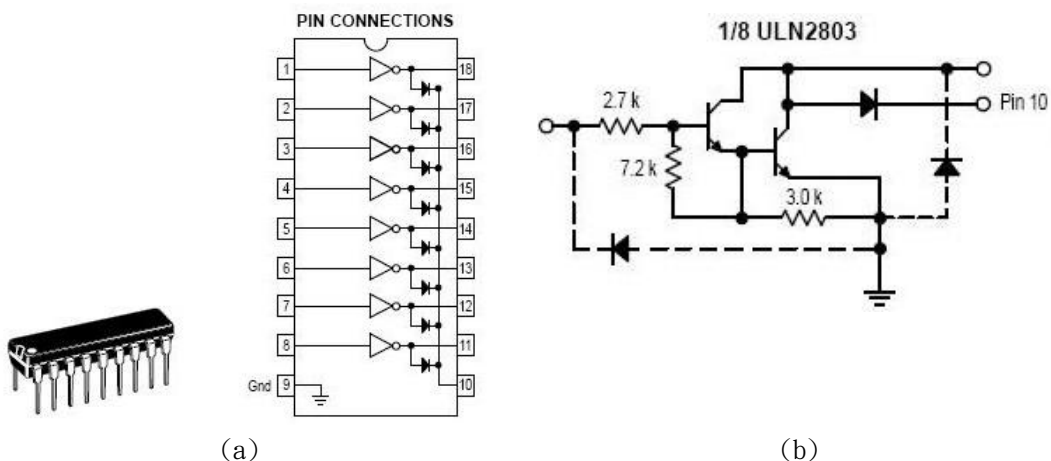 PIN CONNECTIONS
1 18
2 17
3 16
4 15
5 14
6 13
7 12
8 11
Gnd 9 10
(a)
1/8 ULN2803
2.7 k
Pin 10
7.2 k
3.0 k
(b)